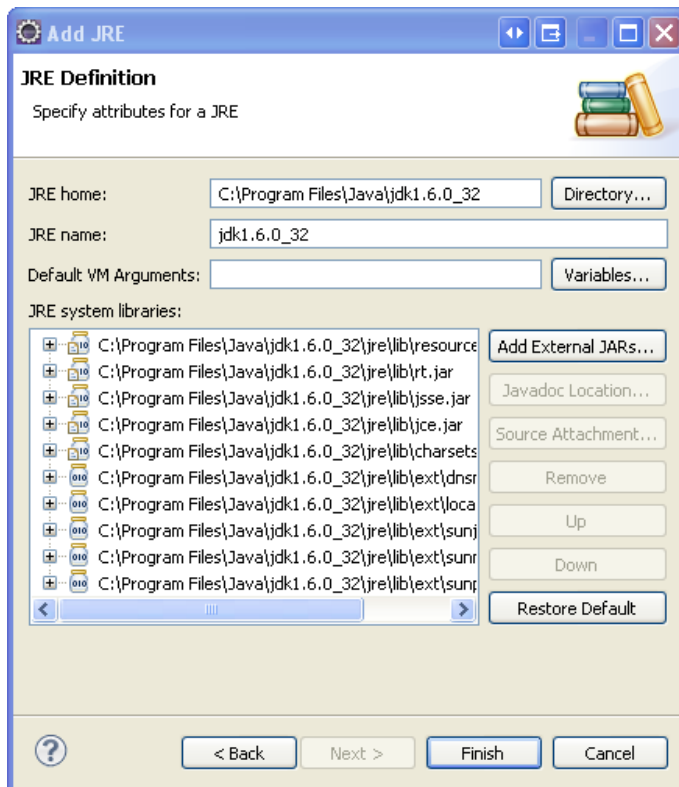 Add JRE
JRE Definition
Specify attributes for a JRE
JRE home: C:\Program Files\Java\jdk1.6.0_32 Directory...
JRE name: jdk1.6.0_32
Default VM Arguments: Variables...
JRE system libraries:
C:\Program Files\Java\jdk1.6.0_32\jre\lib\resource
C:\Program Files\Java\jdk1.6.0_32\jre\lib\rt.jar
C:\Program Files\Java\jdk1.6.0_32\jre\lib\jsse.jar
C:\Program Files\Java\jdk1.6.0_32\jre\lib\jce.jar
C:\Program Files\Java\jdk1.6.0_32\jre\lib\charsets
C:\Program Files\Java\jdk1.6.0_32\jre\lib\ext\dnsr
C:\Program Files\Java\jdk1.6.0_32\jre\lib\ext\loca
C:\Program Files\Java\jdk1.6.0_32\jre\lib\ext\sunj
C:\Program Files\Java\jdk1.6.0_32\jre\lib\ext\sunr
C:\Program Files\Java\jdk1.6.0_32\jre\lib\ext\sunp
Add External JARs...
Javadoc Location...
Source Attachment...
Remove
Up
Down
Restore Default
? < Back Next > Finish Cancel